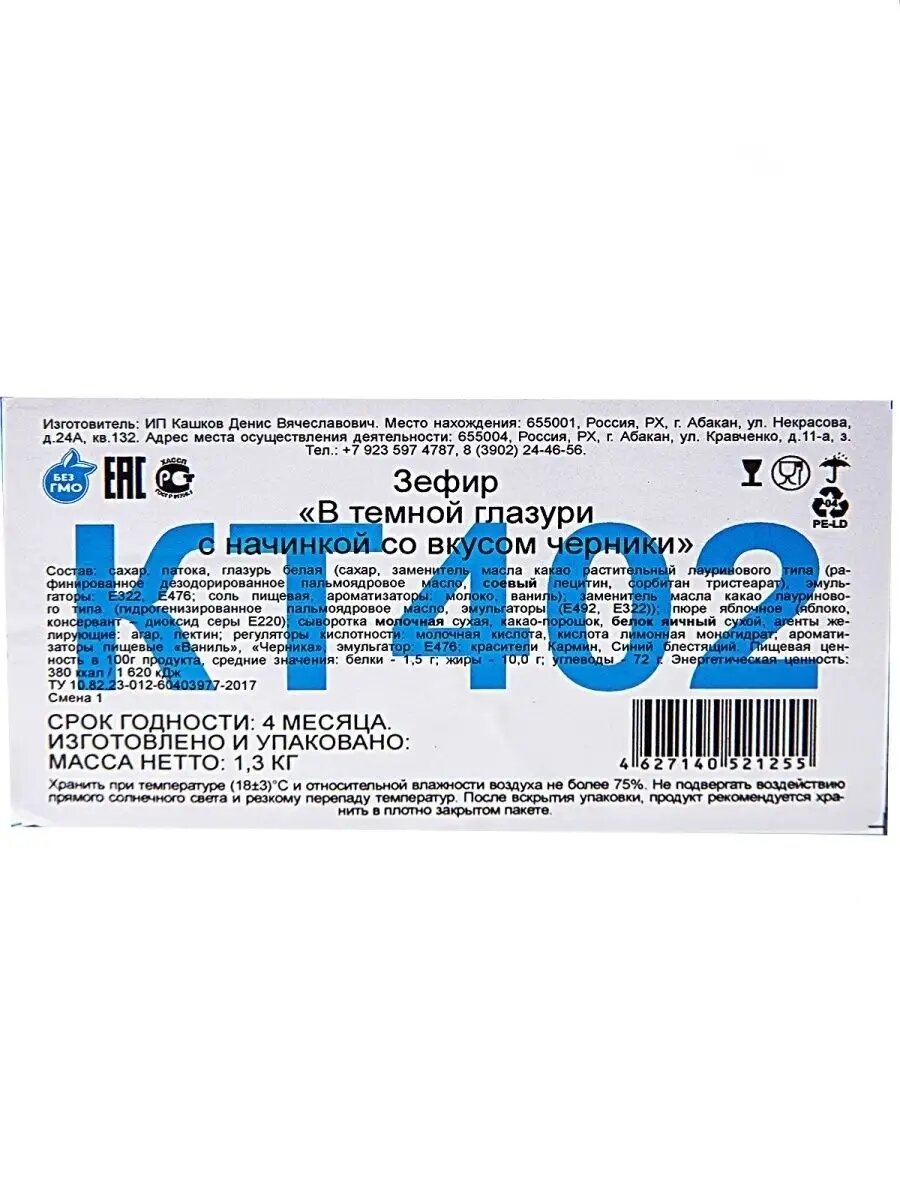 Изготовитель: ИП Кашков Денис Вячеславович. Место нахождения: 655001, Россия, РХ, г. Абакан, ул. Некрасова,
д.24А, кв.132. Адрес места осуществления деятельности: 655004, Россия, РХ, г. Абакан, ул. Кравченко, д.11-а, з.
Тел.: +7 923 597 4787, 8 (3902) 24-46-56.
БЕЗ
ГМО
ЕАС
ХАССП
РСТ
Зефир
«В темной глазури
с начинкой со вкусом черники»
04
PE-LD
КТ402
Состав: сахар, патока, глазурь белая (сахар, заменитель масла какао растительный лауринового типа (ра-
финированное дезодорированное пальмоядровое масло, соевый лецитин, сорбитан тристеарат), эмуль-
гаторы: Е322, Е476; соль пищевая, ароматизаторы: молоко, ваниль); заменитель масла какао лауриново-
го типа (гидрогенизированное пальмоядровое масло, эмульгаторы (Е492, Е322)); пюре яблочное (яблоко,
консервант - диоксид серы Е220); сыворотка молочная сухая, какао-порошок, белок яичный сухой, агенты же-
лирующие: агар, пектин; регуляторы кислотности: молочная кислота, кислота лимонная моногидрат; аромати-
заторы пищевые «Ваниль», «Черника», эмульгатор: Е476; красители Кармин, Синий блестящий. Пищевая цен-
ность в 100г продукта, средние значения: белки - 1,5 г; жиры - 10,0 г; углеводы - 72 г. Энергетическая ценность:
380 ккал / 1 620 кДж
ТУ 10.82.23-012-60403977-2017
Смена 1
СРОК ГОДНОСТИ: 4 МЕСЯЦА.
ИЗГОТОВЛЕНО И УПАКОВАНО:
МАССА НЕТТО: 1,3 КГ
4 627140 521255
Хранить при температуре (18±3)°С и относительной влажности воздуха не более 75%. Не подвергать воздействию
прямого солнечного света и резкому перепаду температур. После вскрытия упаковки, продукт рекомендуется хра-
нить в плотно закрытом пакете.